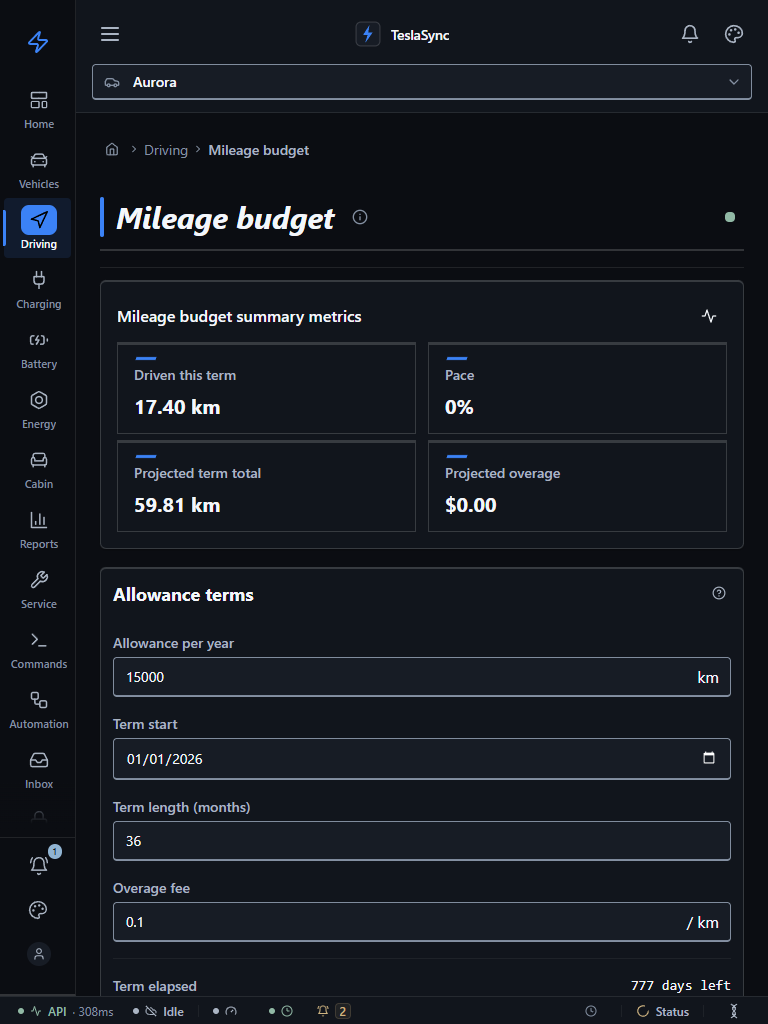 TeslaSync
Aurora
Home
Vehicles
Driving
Charging
Battery
Energy
Cabin
Reports
Service
Commands
Automation
Inbox
1
Driving > Mileage budget
Mileage budget
Mileage budget summary metrics
Driven this term
17.40 km
Pace
0%
Projected term total
59.81 km
Projected overage
$0.00
Allowance terms
Allowance per year
15000 km
Term start
01/01/2026
Term length (months)
36
Overage fee
0.1 / km
Term elapsed 777 days left
API · 308ms Idle 2 Status